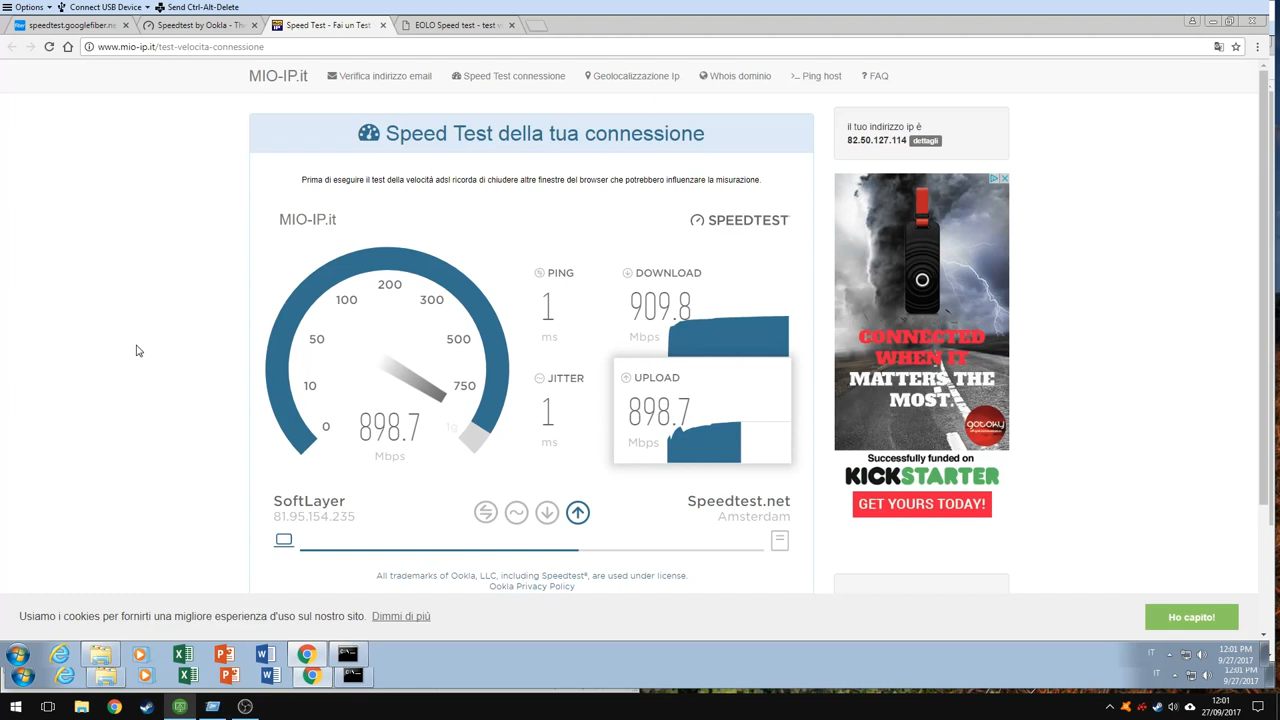 Options
Connect USB Device
Send Ctrl-Alt-Delete
fiber
speedtest.googlefiber.ne
Speedtest by Ookla - The
Speed Test - Fai un Test
EOLO Speed test - test v
www.mio-ip.it/test-velocita-connessione
MIO-IP.it
Verifica indirizzo email
Speed Test connessione
Geolocalizzazione Ip
Whois dominio
Ping host
? FAQ
Speed Test della tua connessione
Prima di eseguire il test della velocità adsl ricorda di chiudere altre finestre del browser che potrebbero influenzare la misurazione.
MIO-IP.it
SPEEDTEST
0
10
50
100
200
300
500
750
1g
898.7
Mbps
PING
1
ms
DOWNLOAD
909.8
Mbps
JITTER
1
ms
UPLOAD
898.7
Mbps
SoftLayer
81.95.154.235
Speedtest.net
Amsterdam
All trademarks of Ookla, LLC, including Speedtest®, are used under license.
Ookla Privacy Policy
il tuo indirizzo ip è
82.50.127.114 dettagli
CONNECTED
WHEN IT
MATTERS THE
MOST.
gotoky
Successfully funded on
KICKSTARTER
GET YOURS TODAY!
Usiamo i cookies per fornirti una migliore esperienza d'uso sul nostro sito. Dimmi di più
Ho capito!
IT
12:01 PM
9/27/2017
IT
12:01 PM
9/27/2017
12:01
27/09/2017